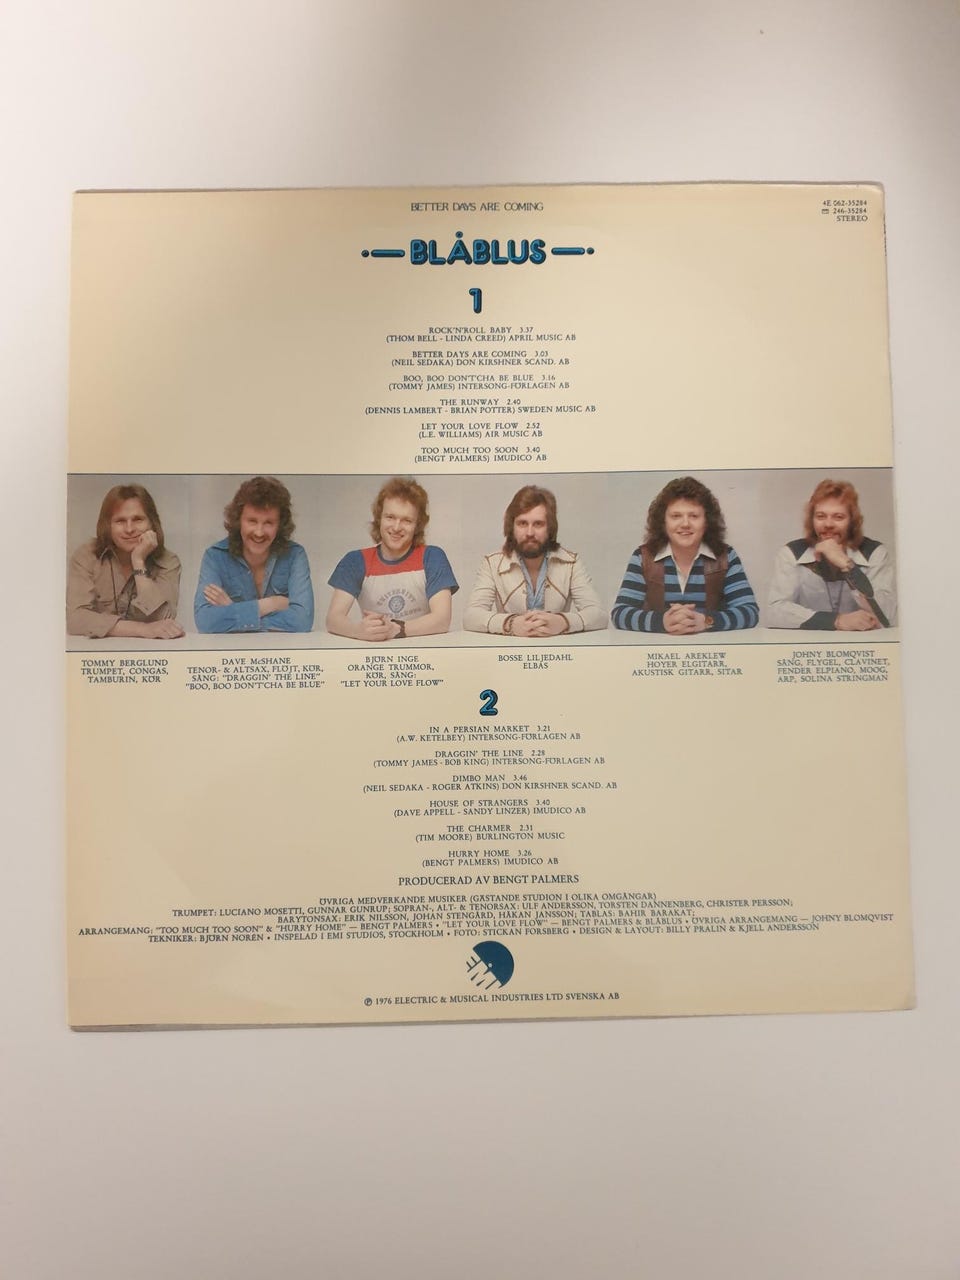 BETTER DAYS ARE COMING
4E 062-35284
246-35284
STEREO
BLÅBLUS
1
ROCK'N'ROLL BABY 3.37
(THOM BELL - LINDA CREED) APRIL MUSIC AB
BETTER DAYS ARE COMING 3.03
(NEIL SEDAKA) DON KIRSHNER SCAND. AB
BOO, BOO DON'T'CHA BE BLUE 3.16
(TOMMY JAMES) INTERSONG-FÖRLAGEN AB
THE RUNWAY 2.40
(DENNIS LAMBERT - BRIAN POTTER) SWEDEN MUSIC AB
LET YOUR LOVE FLOW 2.52
(L.E. WILLIAMS) AIR MUSIC AB
TOO MUCH TOO SOON 3.40
(BENGT PALMERS) IMUDICO AB
UNIVERSITY
TOMMY BERGLUND
TRUMPET, CONGAS,
TAMBURIN, KÖR
DAVE McSHANE
TENOR- & ALTSAX, FLÖJT, KÖR,
SÅNG: "DRAGGIN' THE LINE"
"BOO, BOO DON'T'CHA BE BLUE"
BJÖRN INGE
ORANGE TRUMMOR,
KÖR, SÅNG:
"LET YOUR LOVE FLOW"
BOSSE LILJEDAHL
ELBAS
MIKAEL AREKLEW
HOYER ELGITARR,
AKUSTISK GITARR, SITAR
JOHNY BLOMQVIST
SÅNG, FLYGEL, CLAVINET,
FENDER ELPIANO, MOOG,
ARP, SOLINA STRINGMAN
2
IN A PERSIAN MARKET 3.21
(A.W. KETELBEY) INTERSONG-FÖRLAGEN AB
DRAGGIN' THE LINE 2.28
(TOMMY JAMES - BOB KING) INTERSONG-FÖRLAGEN AB
DIMBO MAN 3.46
(NEIL SEDAKA - ROGER ATKINS) DON KIRSHNER SCAND. AB
HOUSE OF STRANGERS 3.40
(DAVE APPELL - SANDY LINZER) IMUDICO AB
THE CHARMER 2.31
(TIM MOORE) BURLINGTON MUSIC
HURRY HOME 3.26
(BENGT PALMERS) IMUDICO AB
PRODUCERAD AV BENGT PALMERS
ÖVRIGA MEDVERKANDE MUSIKER (GÄSTANDE STUDION I OLIKA OMGÅNGAR)
TRUMPET: LUCIANO MOSETTI, GUNNAR GUNRUP; SOPRAN-, ALT- & TENORSAX: ULF ANDERSSON, TORSTEN DANNENBERG, CHRISTER PERSSON;
BARYTONSAX: ERIK NILSSON, JOHAN STENGÅRD, HÅKAN JANSSON; TABLAS: BAHIR BARAKAT;
ARRANGEMANG: "TOO MUCH TOO SOON" & "HURRY HOME" — BENGT PALMERS • "LET YOUR LOVE FLOW" — BENGT PALMERS & BLÅBLUS • ÖVRIGA ARRANGEMANG — JOHNY BLOMQVIST
TEKNIKER: BJÖRN NORÉN • INSPELAD I EMI STUDIOS, STOCKHOLM • FOTO: STICKAN FORSBERG • DESIGN & LAYOUT: BILLY PRALIN & KJELL ANDERSSON
EMI
℗ 1976 ELECTRIC & MUSICAL INDUSTRIES LTD SVENSKA AB